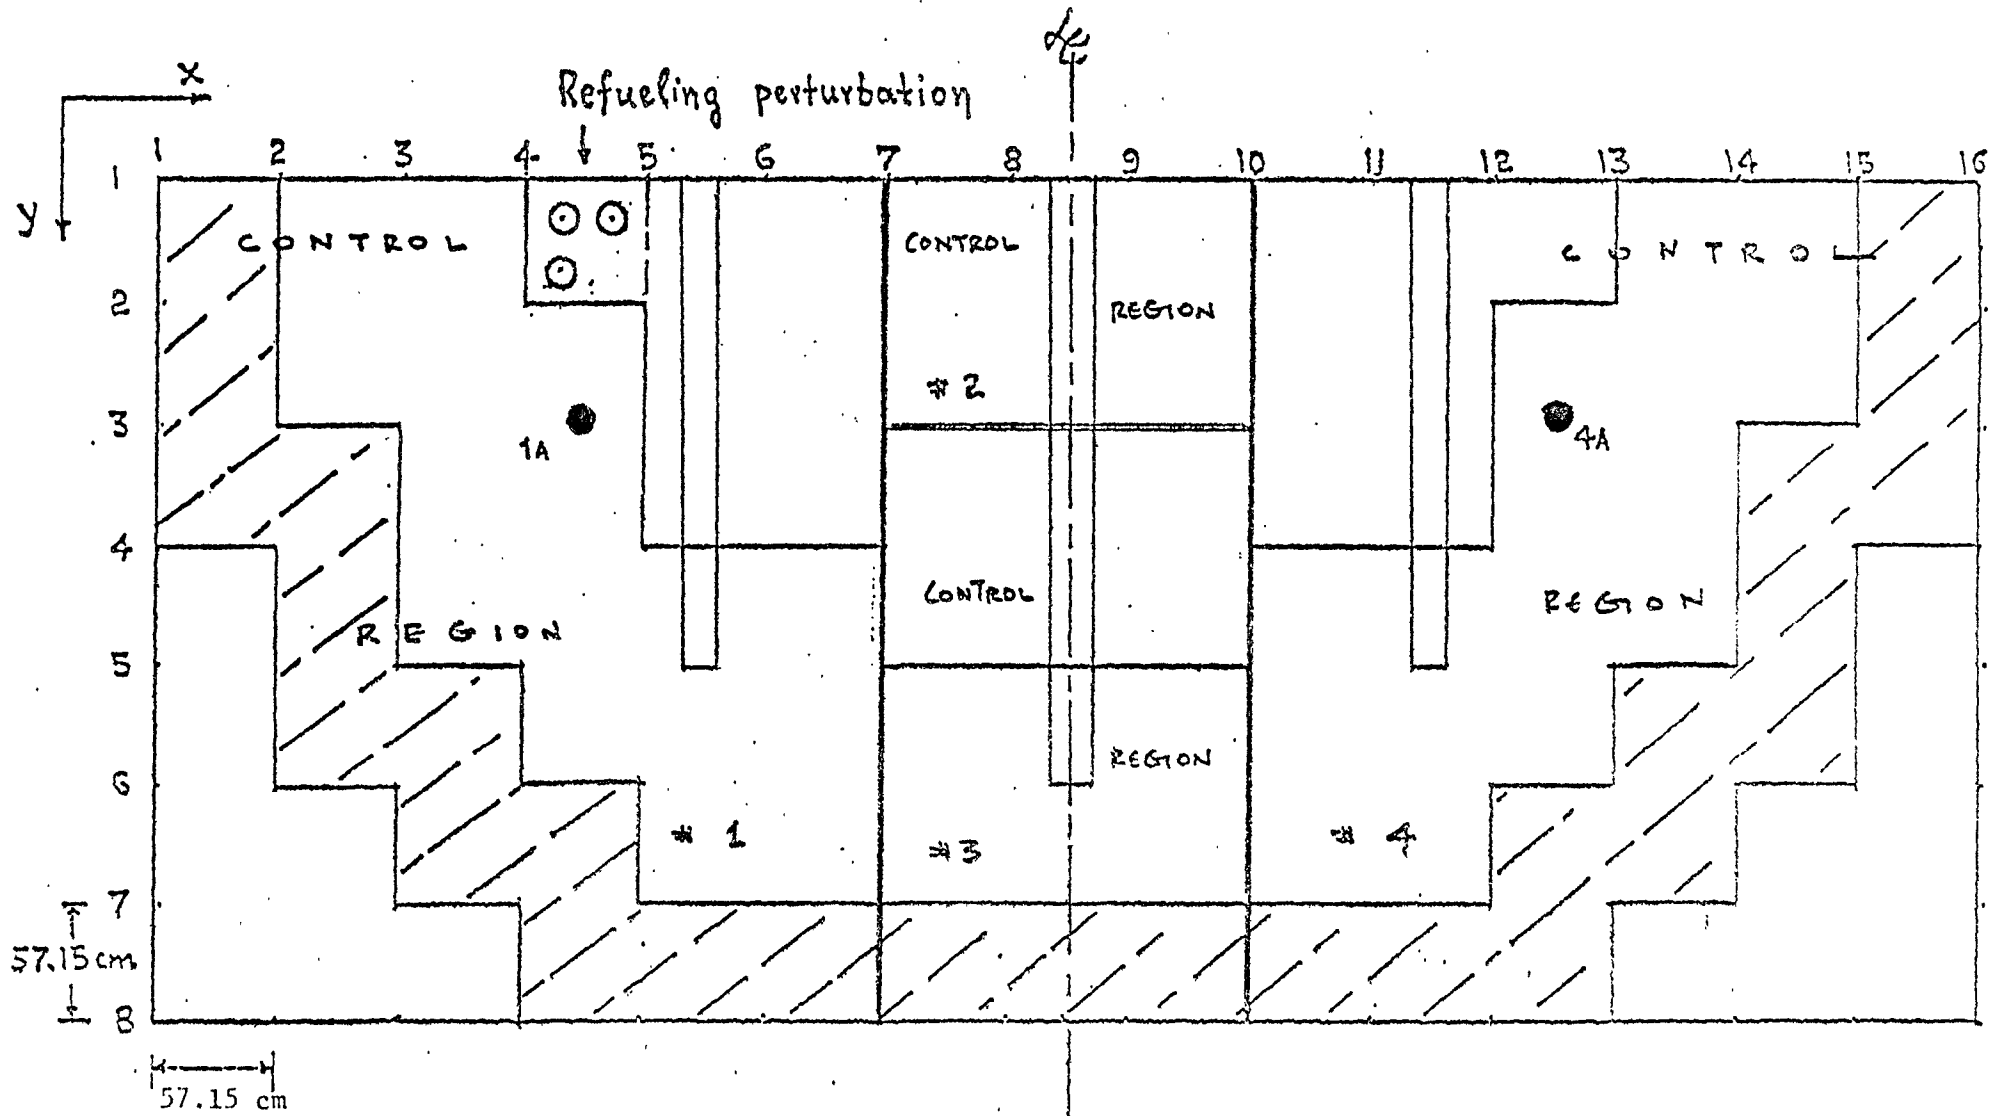 ℄
x
Refueling perturbation
1 2 3 4 5 6 7 8 9 10 11 12 13 14 15 16
1
y
CONTROL CONTROL CONTROL
2
REGION
# 2
3
1A 4A
4
CONTROL
REGION REGION
5
REGION
6
# 1 #3 # 4
7
57.15 cm
8
57.15 cm